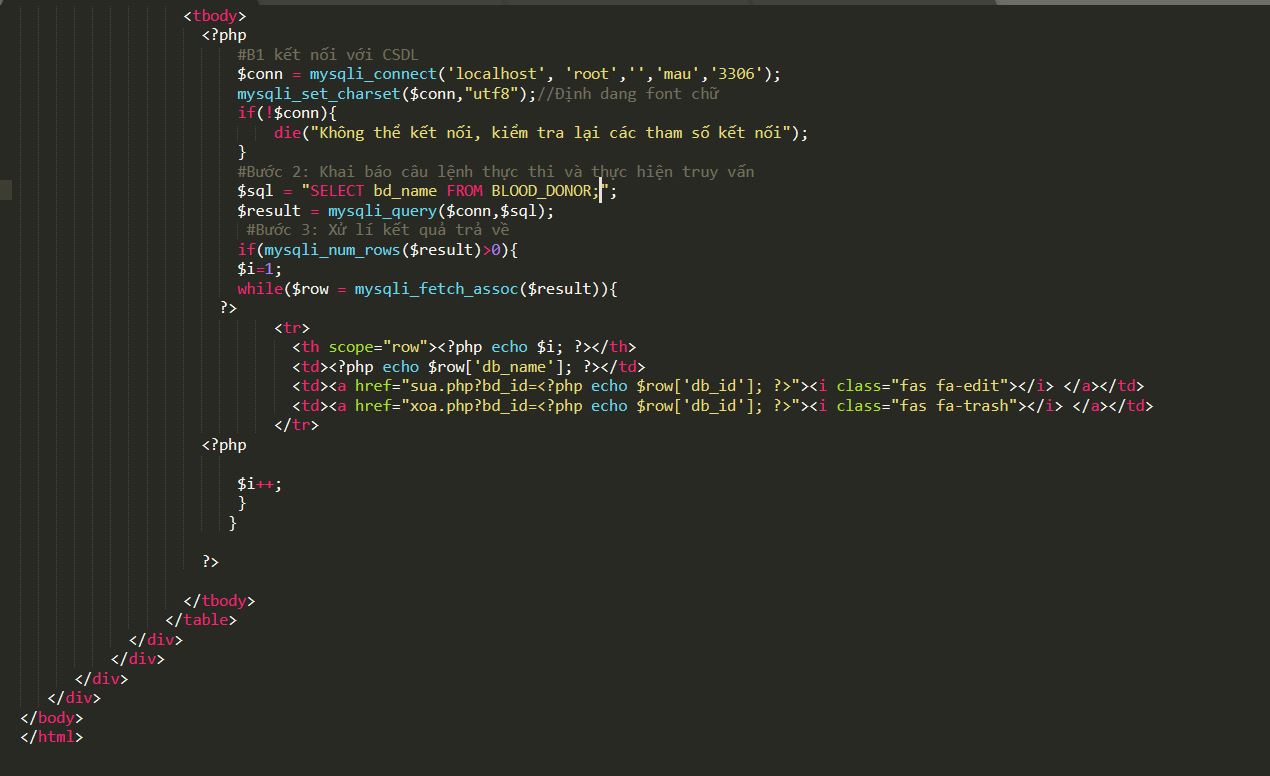 <tbody>
<?php
#B1 kết nối với CSDL
$conn = mysqli_connect('localhost', 'root','','mau','3306');
mysqli_set_charset($conn,"utf8");//Định dang font chữ
if(!$conn){
die("Không thể kết nối, kiểm tra lại các tham số kết nối");
}
#Bước 2: Khai báo câu lệnh thực thi và thực hiện truy vấn
$sql = "SELECT bd_name FROM BLOOD_DONOR;";
$result = mysqli_query($conn,$sql);
#Bước 3: Xử lí kết quả trả về
if(mysqli_num_rows($result)>0){
$i=1;
while($row = mysqli_fetch_assoc($result)){
?>
<tr>
<th scope="row"><?php echo $i; ?></th>
<td><?php echo $row['db_name']; ?></td>
<td><a href="sua.php?bd_id=<?php echo $row['db_id']; ?>"><i class="fas fa-edit"></i> </a></td>
<td><a href="xoa.php?bd_id=<?php echo $row['db_id']; ?>"><i class="fas fa-trash"></i> </a></td>
</tr>
<?php
$i++;
}
}
?>
</tbody>
</table>
</div>
</div>
</div>
</div>
</body>
</html>